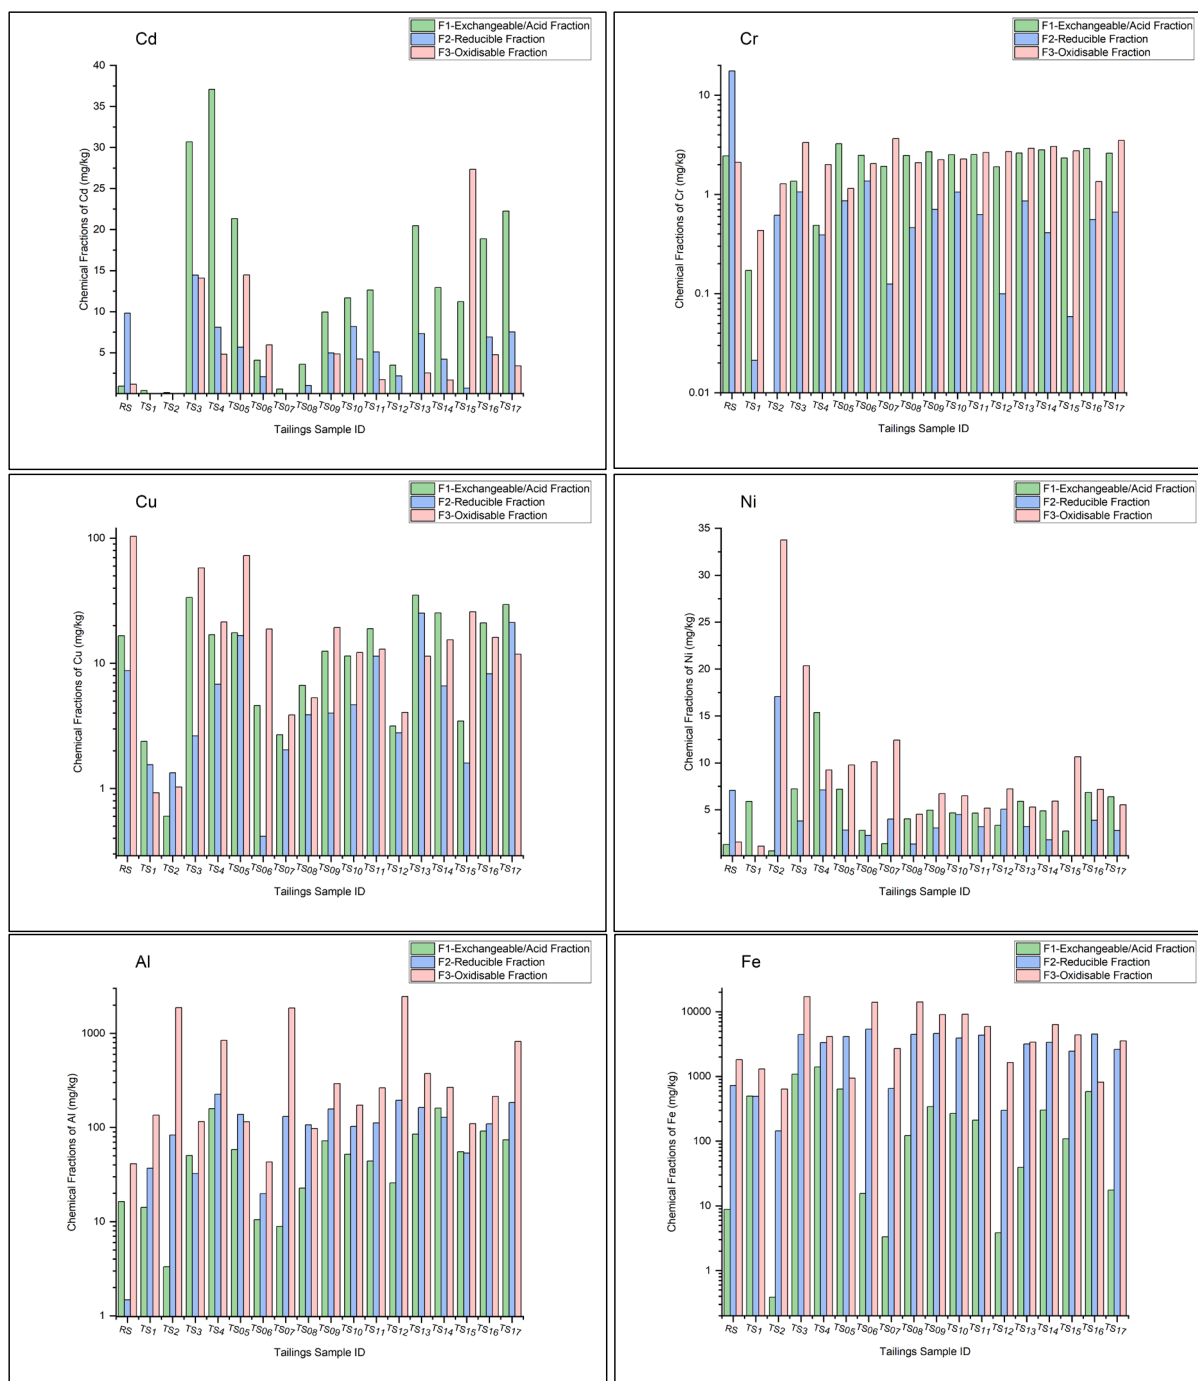 Cd
F1-Exchangeable/Acid Fraction
F2-Reducible Fraction
F3-Oxidisable Fraction
Chemical Fractions of Cd (mg/kg)
40
35
30
25
20
15
10
5
RS TS1 TS2 TS3 TS4 TS05 TS06 TS07 TS08 TS09 TS10 TS11 TS12 TS13 TS14 TS15 TS16 TS17
Tailings Sample ID
Cr
F1-Exchangeable/Acid Fraction
F2-Reducible Fraction
F3-Oxidisable Fraction
Chemical Fractions of Cr (mg/kg)
10
1
0.1
0.01
RS TS1 TS2 TS3 TS4 TS05 TS06 TS07 TS08 TS09 TS10 TS11 TS12 TS13 TS14 TS15 TS16 TS17
Tailings Sample ID
Cu
F1-Exchangeable/Acid Fraction
F2-Reducible Fraction
F3-Oxidisable Fraction
Chemical Fractions of Cu (mg/kg)
100
10
1
RS TS1 TS2 TS3 TS4 TS05 TS06 TS07 TS08 TS09 TS10 TS11 TS12 TS13 TS14 TS15 TS16 TS17
Tailings Sample ID
Ni
F1-Exchangeable/Acid Fraction
F2-Reducible Fraction
F3-Oxidisable Fraction
Chemical Fractions of Ni (mg/kg)
35
30
25
20
15
10
5
RS TS1 TS2 TS3 TS4 TS05 TS06 TS07 TS08 TS09 TS10 TS11 TS12 TS13 TS14 TS15 TS16 TS17
Tailings Sample ID
Al
F1-Exchangeable/Acid Fraction
F2-Reducible Fraction
F3-Oxidisable Fraction
Chemical Fractions of Al (mg/kg)
1000
100
10
1
RS TS1 TS2 TS3 TS4 TS05 TS06 TS07 TS08 TS09 TS10 TS11 TS12 TS13 TS14 TS15 TS16 TS17
Tailings Sample ID
Fe
F1-Exchangeable/Acid Fraction
F2-Reducible Fraction
F3-Oxidisable Fraction
Chemical Fractions of Fe (mg/kg)
10000
1000
100
10
1
RS TS1 TS2 TS3 TS4 TS05 TS06 TS07 TS08 TS09 TS10 TS11 TS12 TS13 TS14 TS15 TS16 TS17
Tailings Sample ID